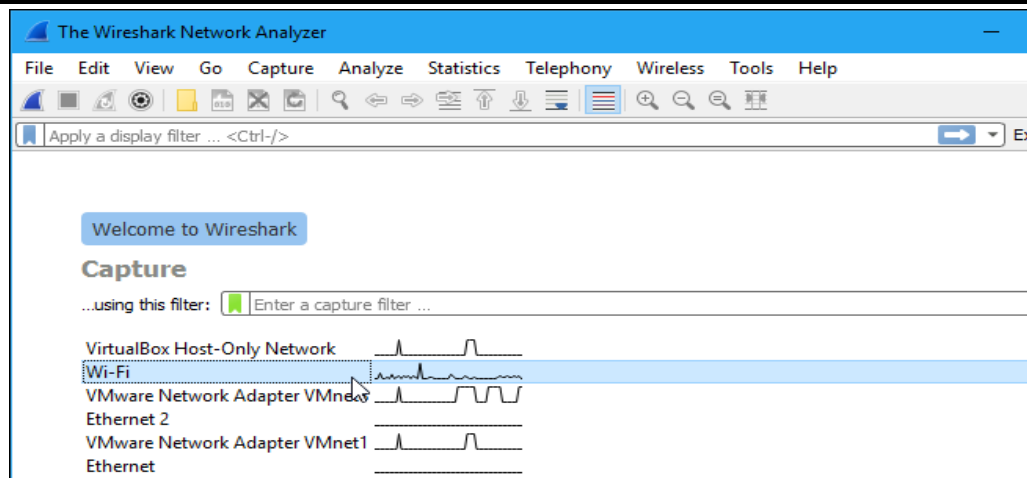 The Wireshark Network Analyzer
File Edit View Go Capture Analyze Statistics Telephony Wireless Tools Help
Apply a display filter ... <Ctrl-/>
Welcome to Wireshark
Capture
...using this filter: Enter a capture filter ...
VirtualBox Host-Only Network
Wi-Fi
VMware Network Adapter
Ethernet 2
VMware Network Adapter VMnet1
Ethernet